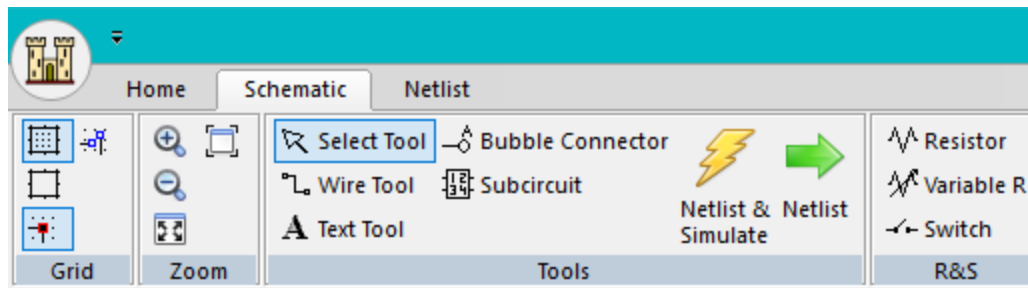 Home Schematic Netlist
Select Tool Bubble Connector
Wire Tool Subcircuit
A Text Tool
Netlist & Simulate
Netlist
Resistor
Variable R
Switch
Grid Zoom Tools R&S